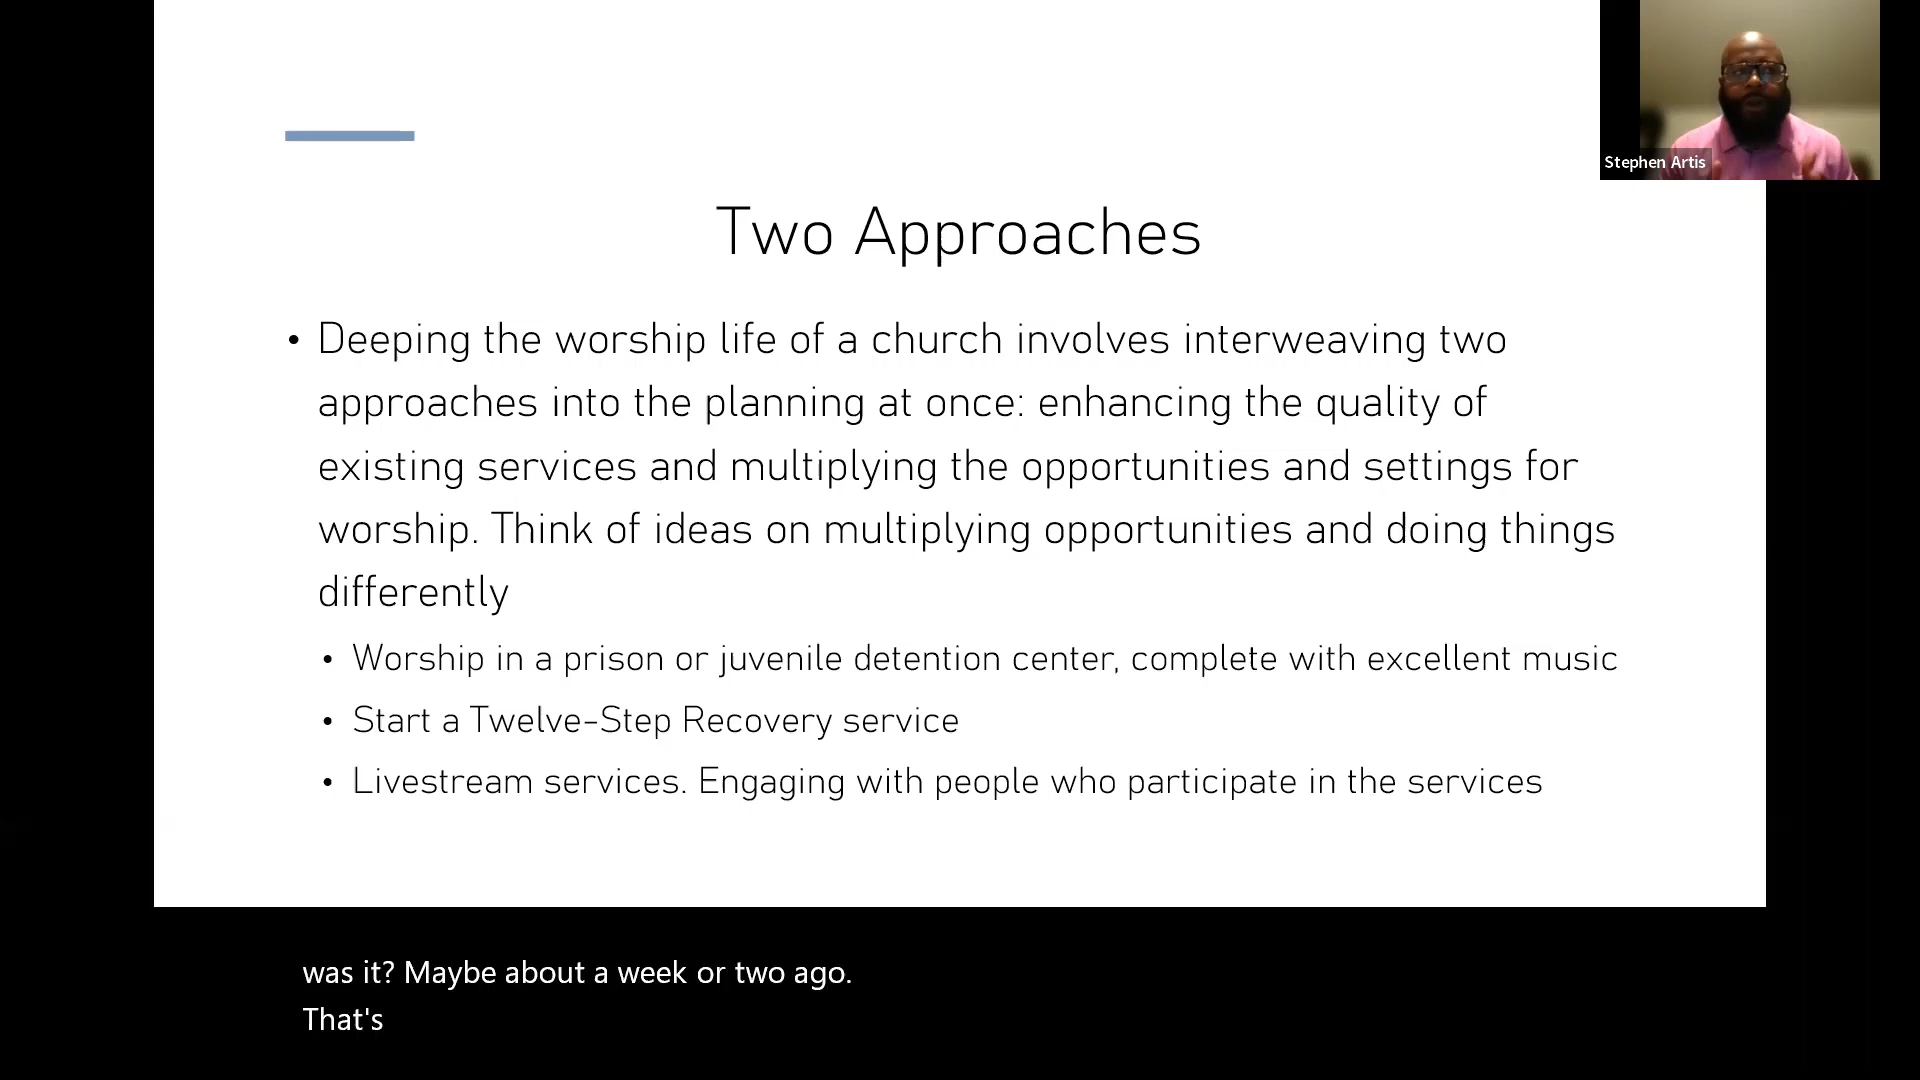 Stephen Artis
Two Approaches
• Deeping the worship life of a church involves interweaving two
approaches into the planning at once: enhancing the quality of
existing services and multiplying the opportunities and settings for
worship. Think of ideas on multiplying opportunities and doing things
differently
• Worship in a prison or juvenile detention center, complete with excellent music
• Start a Twelve-Step Recovery service
• Livestream services. Engaging with people who participate in the services
was it? Maybe about a week or two ago.
That's